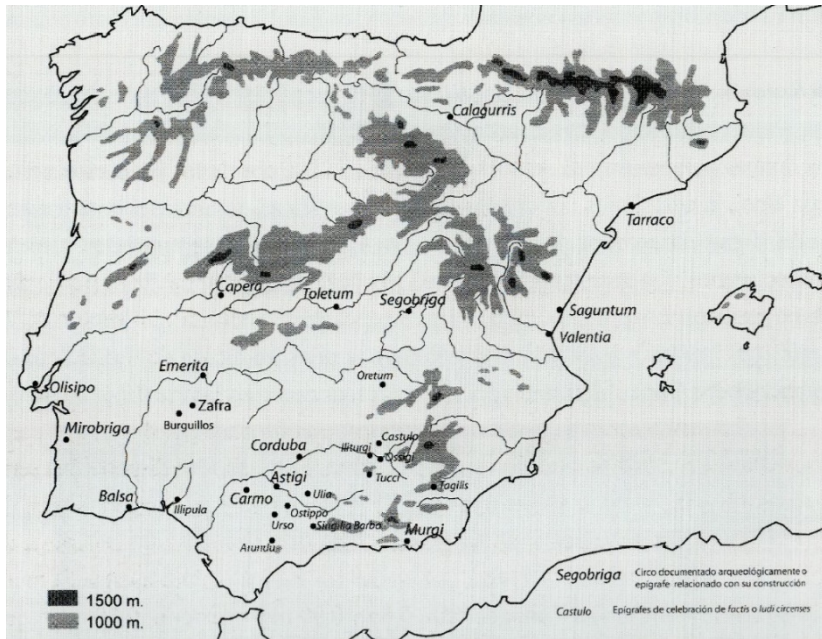 Calagurris
Tarraco
Capera
Toletum
Segobriga
Saguntum
Valentia
Emerita
Oretum
Olisipo
Zafra
Burguillos
Mirobriga
Corduba
Castulo
Iliturgi
Ossigi
Tucci
Astigi
Carmo
Ulia
Tagilis
Balsa
Illipula
Ostippo
Urso
Singilia Barba
Murgi
Arunda
Segobriga Circo documentado arqueológicamente o
epígrafe relacionado con su construcción
Castulo Epígrafes de celebración de factis o ludi circenses
1500 m.
1000 m.